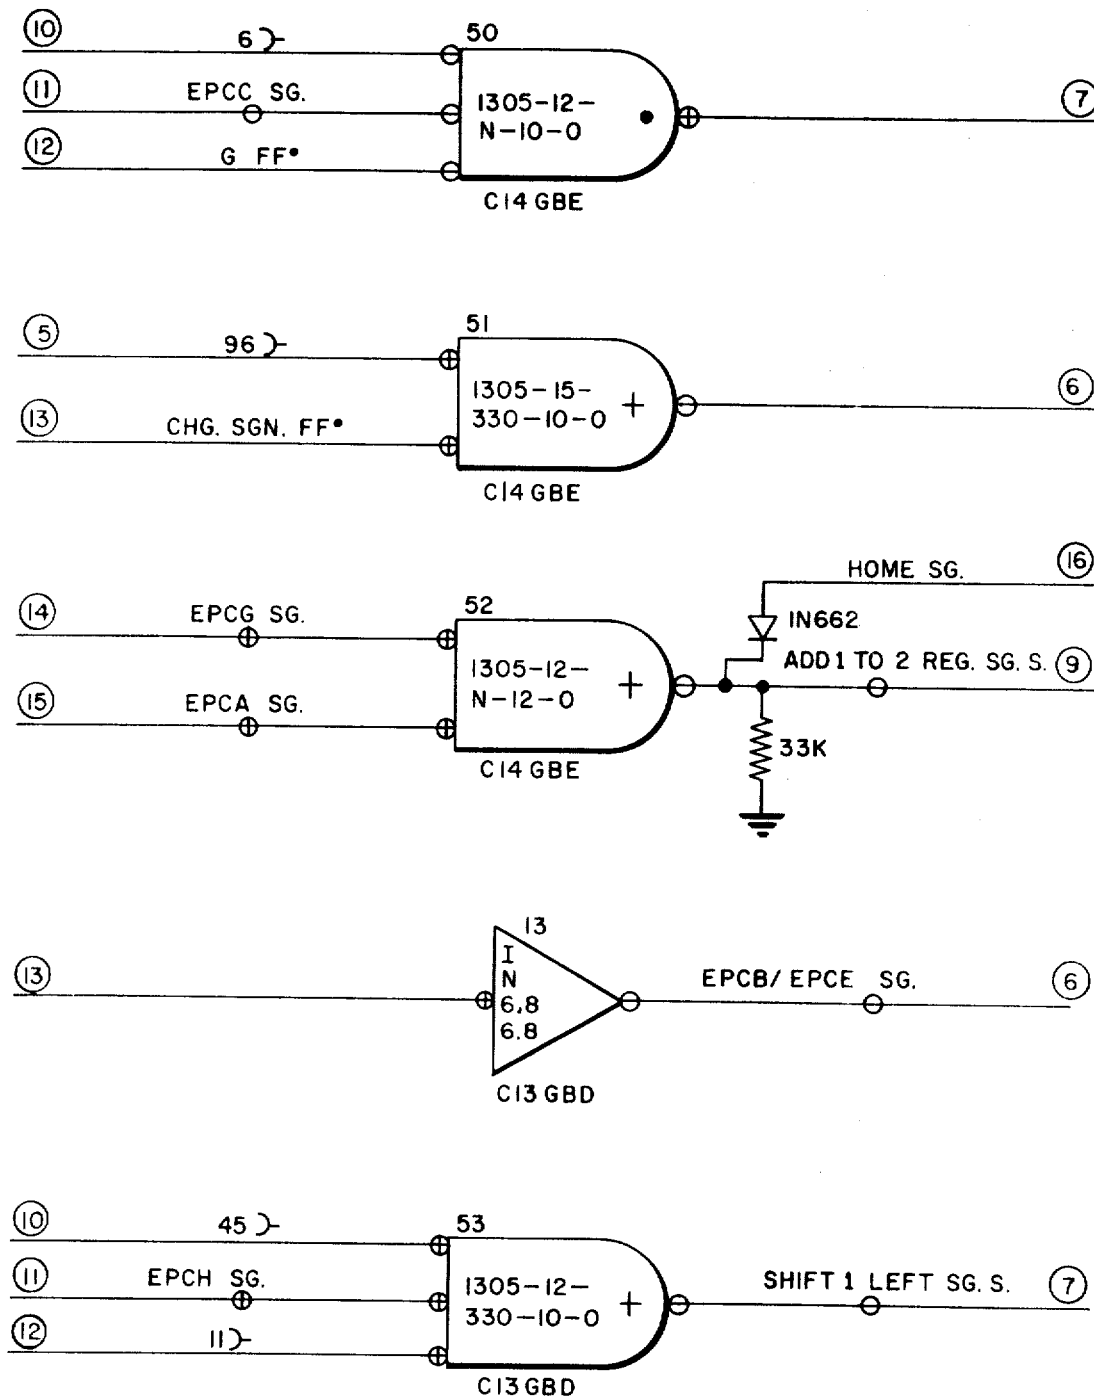 10 6 50
11 EPCC SG. 1305-12- 7
N-10-0
12 G FF•
C14 GBE
5 96 51
1305-15- 6
330-10-0 +
13 CHG. SGN. FF•
C14 GBE
HOME SG. 16
14 EPCG SG. 52 IN662
1305-12- ADD 1 TO 2 REG. SG. S. 9
N-12-0 +
15 EPCA SG.
33K
C14 GBE
13
13 I EPCB/EPCE SG. 6
N
6.8
6.8
C13 GBD
10 45 53
11 EPCH SG. 1305-12- SHIFT 1 LEFT SG. S. 7
330-10-0 +
12 11
C13 GBD